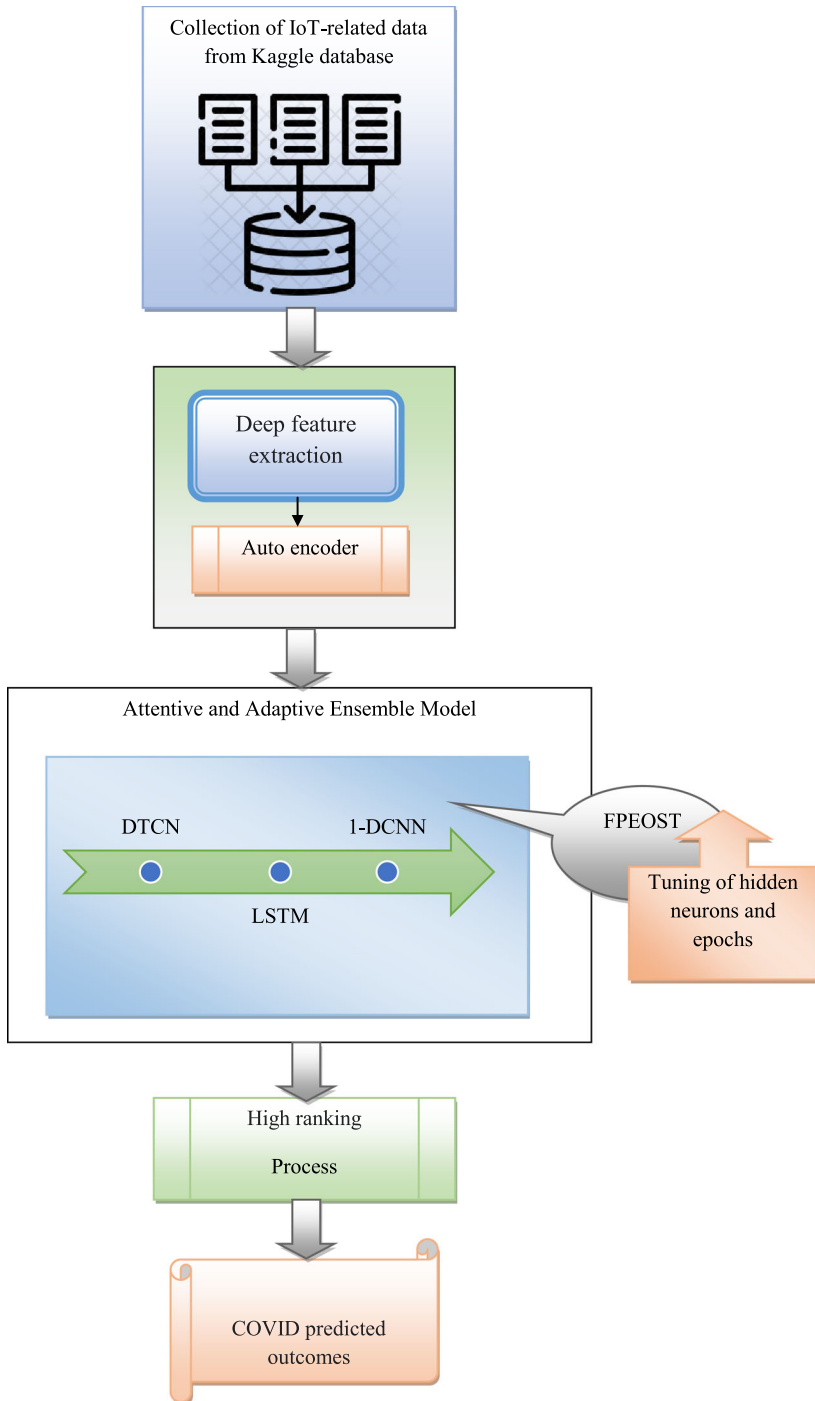 Collection of IoT-related data
from Kaggle database
Deep feature
extraction
Auto encoder
Attentive and Adaptive Ensemble Model
DTCN
1-DCNN
LSTM
FPEOST
Tuning of hidden
neurons and
epochs
High ranking
Process
COVID predicted
outcomes